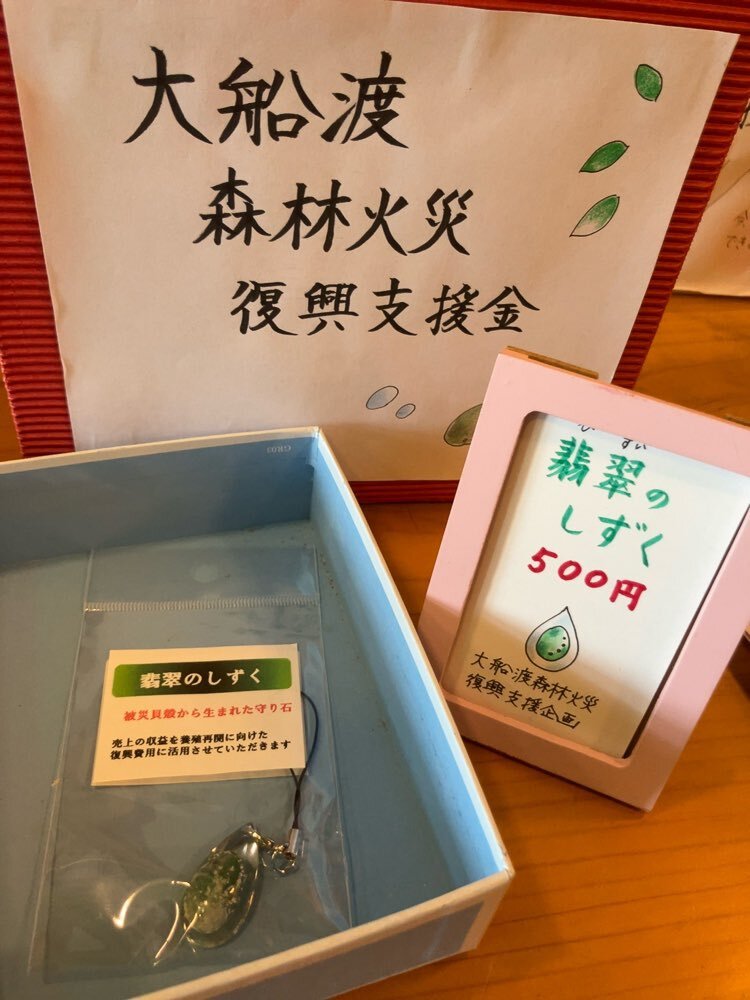 大船渡
森林火災
復興支援金
GR03
翡翠の
しずく
500円
大船渡森林火災
復興支援企画
翡翠のしずく
被災貝殻から生まれた守り石
売上の収益を養殖再開に向けた
復興費用に活用させていただきます